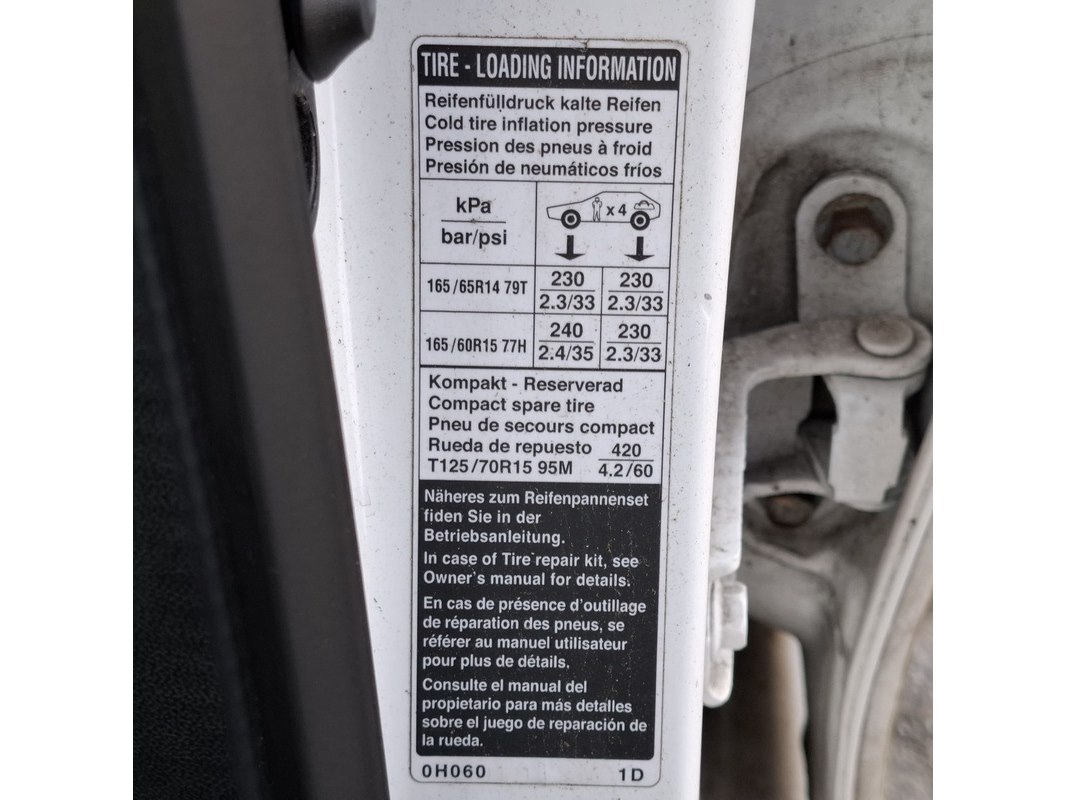 TIRE - LOADING INFORMATION
Reifenfülldruck kalte Reifen
Cold tire inflation pressure
Pression des pneus à froid
Presión de neumáticos fríos
kPa
bar/psi
x 4
165/65R14 79T 230 230
2.3/33 2.3/33
165/60R15 77H 240 230
2.4/35 2.3/33
Kompakt - Reserverad
Compact spare tire
Pneu de secours compact
Rueda de repuesto 420
T125/70R15 95M 4.2/60
Näheres zum Reifenpannenset
fiden Sie in der
Betriebsanleitung.
In case of Tire repair kit, see
Owner's manual for details.
En cas de présence d'outillage
de réparation des pneus, se
référer au manuel utilisateur
pour plus de détails.
Consulte el manual del
propietario para más detalles
sobre el juego de reparación de
la rueda.
0H060 1D